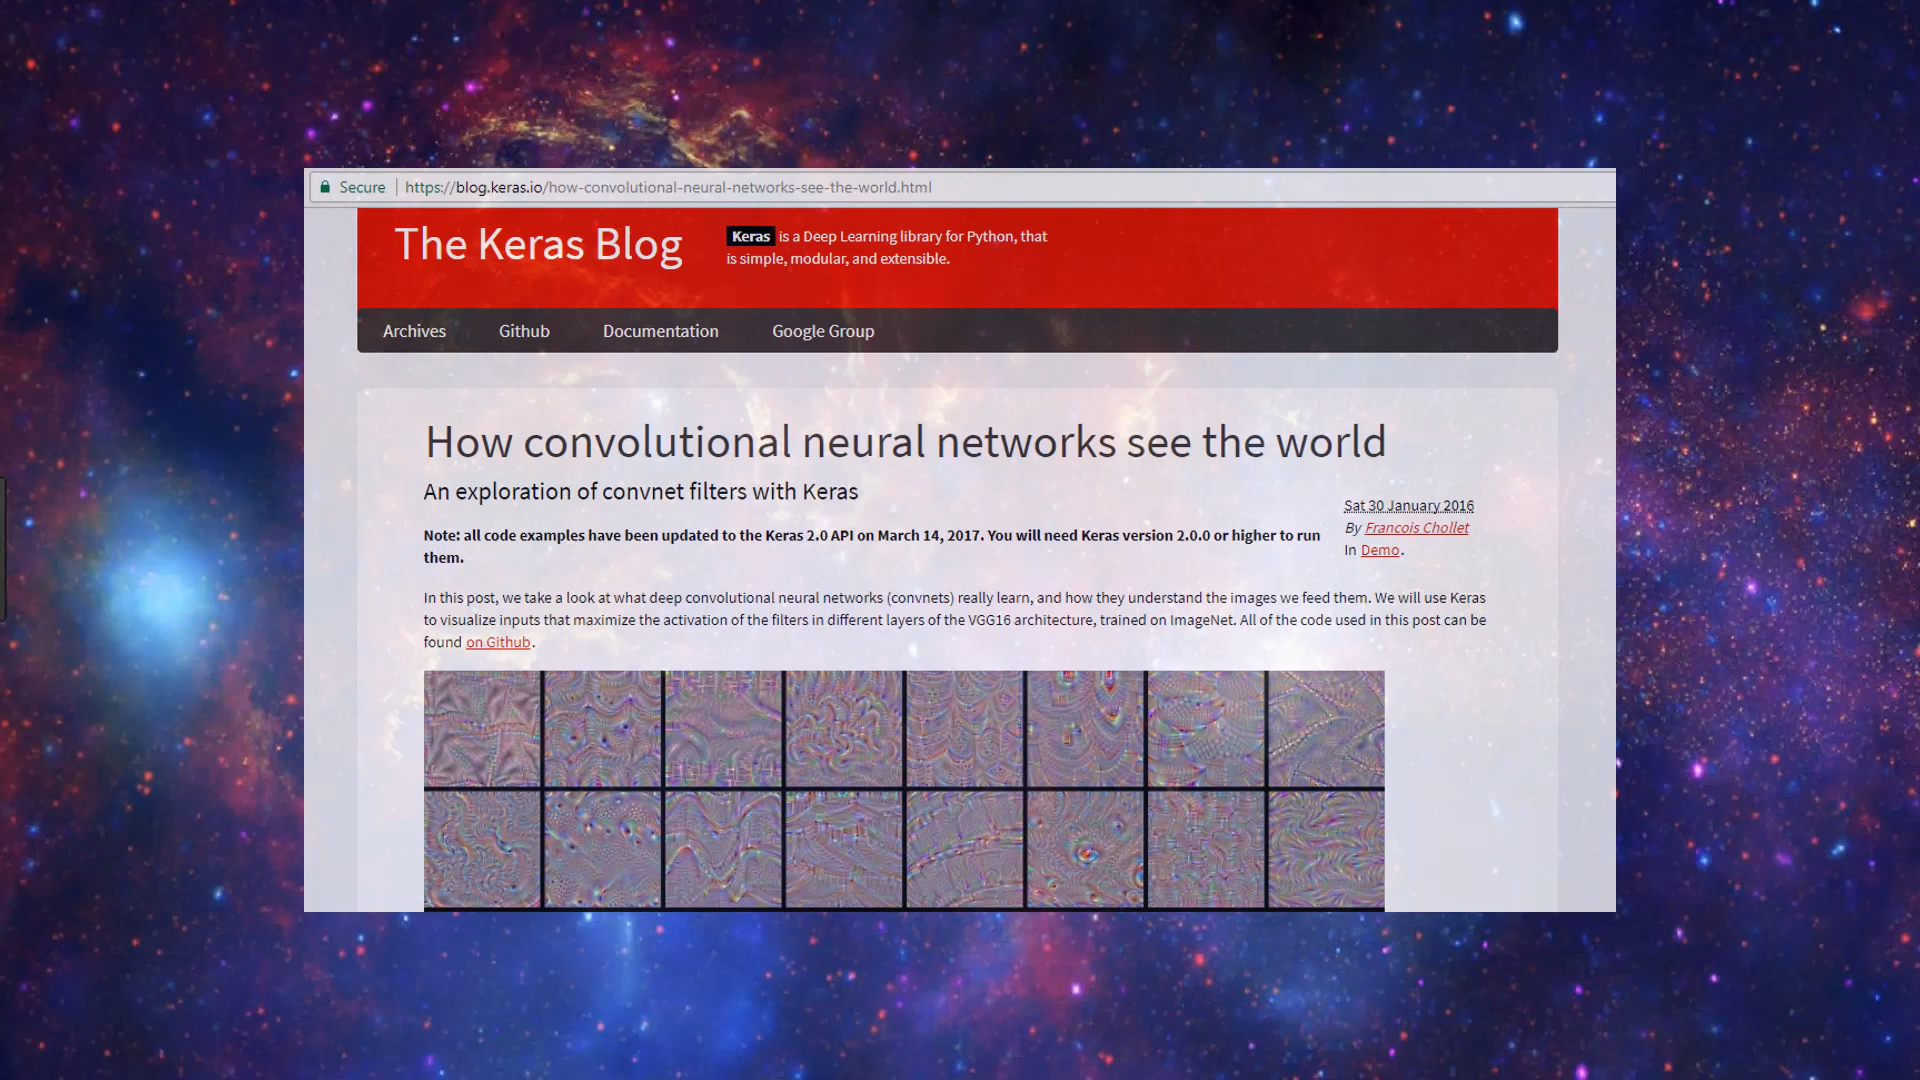 Secure | https://blog.keras.io/how-convolutional-neural-networks-see-the-world.html
The Keras Blog
Keras is a Deep Learning library for Python, that
is simple, modular, and extensible.
Archives Github Documentation Google Group
How convolutional neural networks see the world
An exploration of convnet filters with Keras
Sat 30 January 2016
By Francois Chollet
In Demo.
Note: all code examples have been updated to the Keras 2.0 API on March 14, 2017. You will need Keras version 2.0.0 or higher to run
them.
In this post, we take a look at what deep convolutional neural networks (convnets) really learn, and how they understand the images we feed them. We will use Keras
to visualize inputs that maximize the activation of the filters in different layers of the VGG16 architecture, trained on ImageNet. All of the code used in this post can be
found on Github.